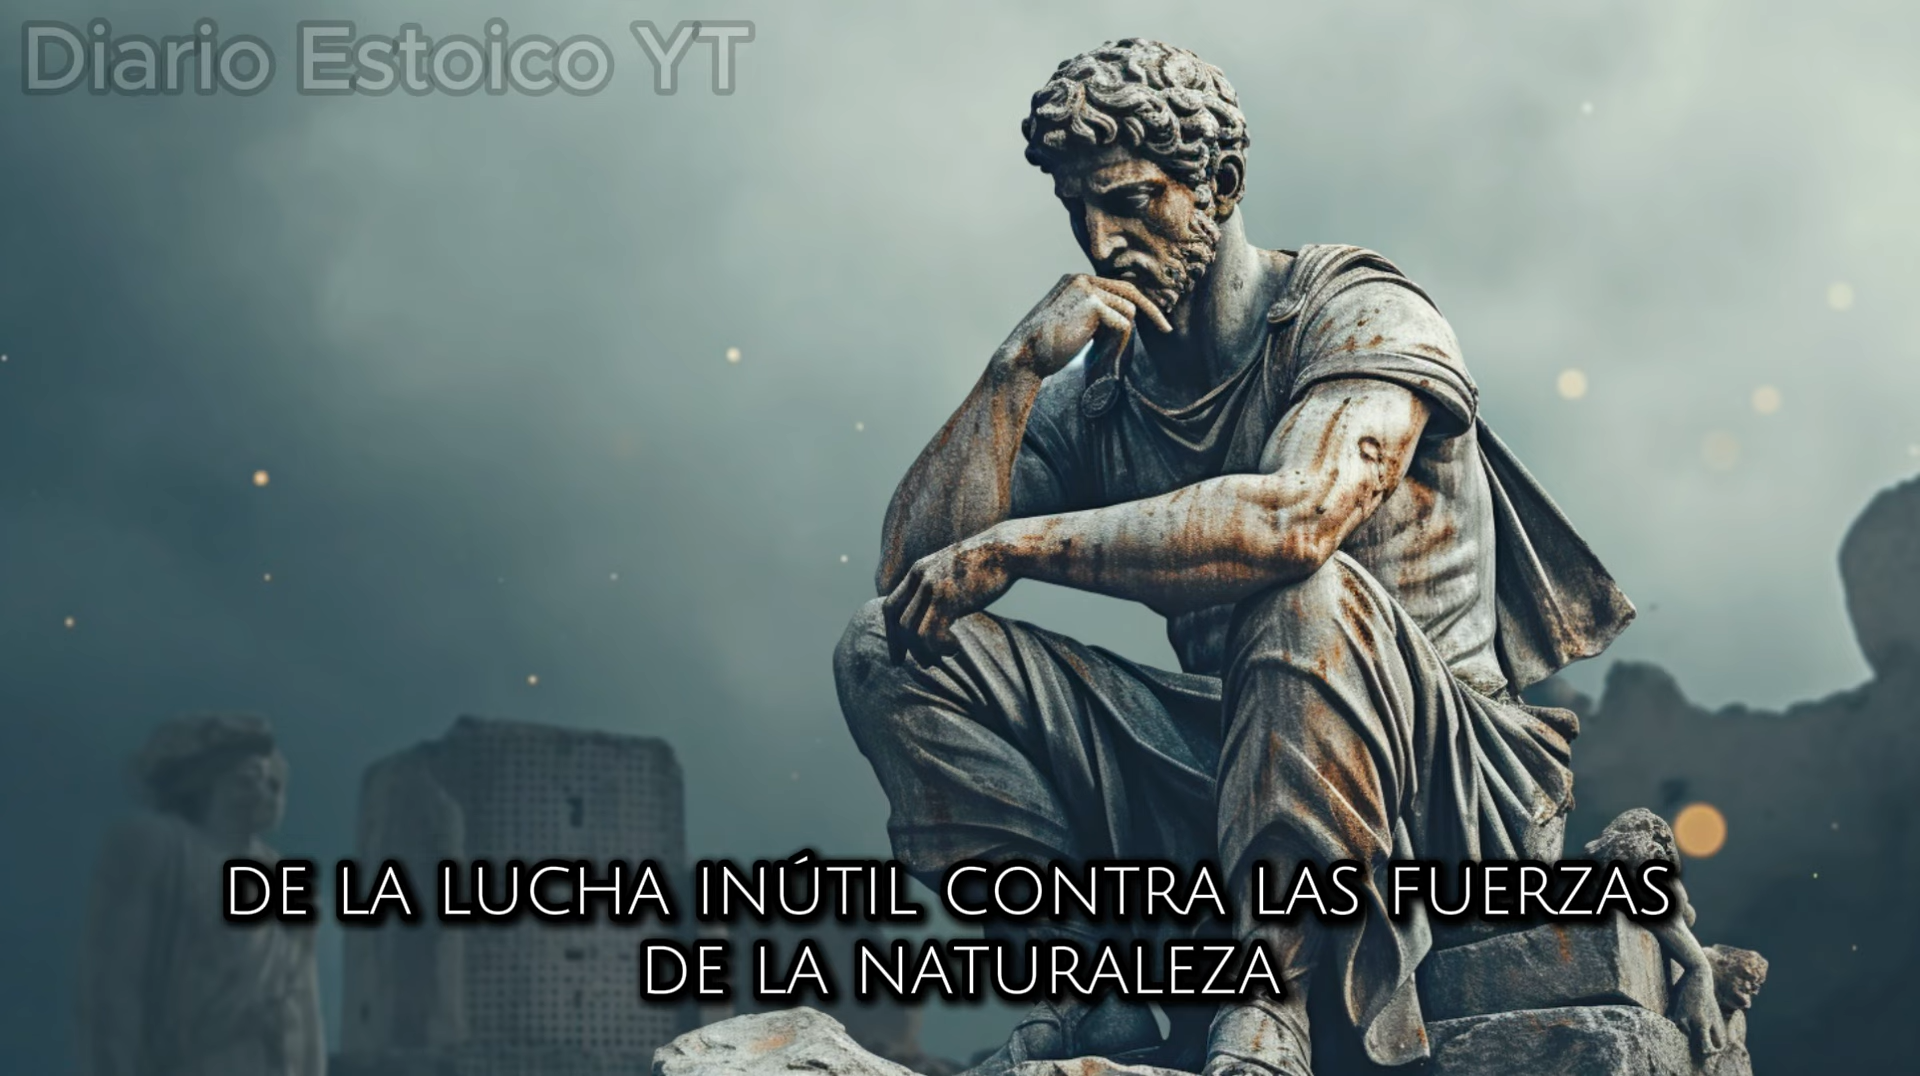 Diario Estoico YT
DE LA LUCHA INÚTIL CONTRA LAS FUERZAS
DE LA NATURALEZA